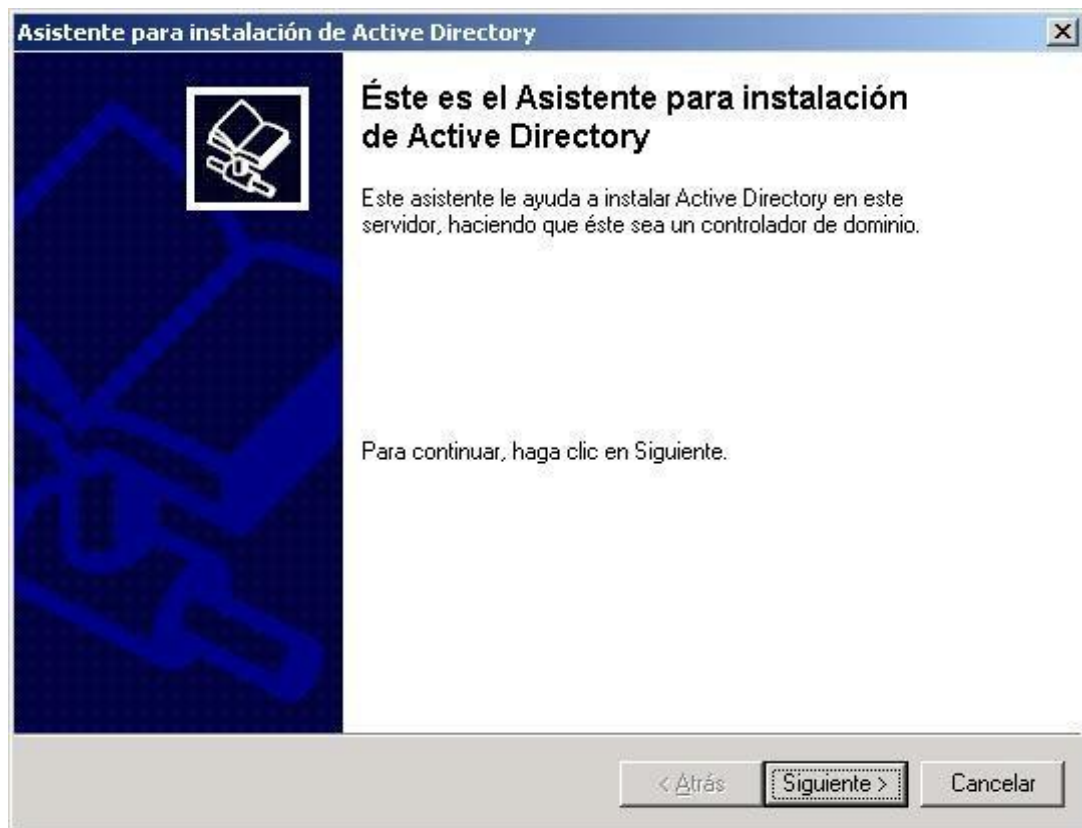 Asistente para instalación de Active Directory
Éste es el Asistente para instalación
de Active Directory
Este asistente le ayuda a instalar Active Directory en este
servidor, haciendo que éste sea un controlador de dominio.
Para continuar, haga clic en Siguiente.
< Atrás
Siguiente >
Cancelar